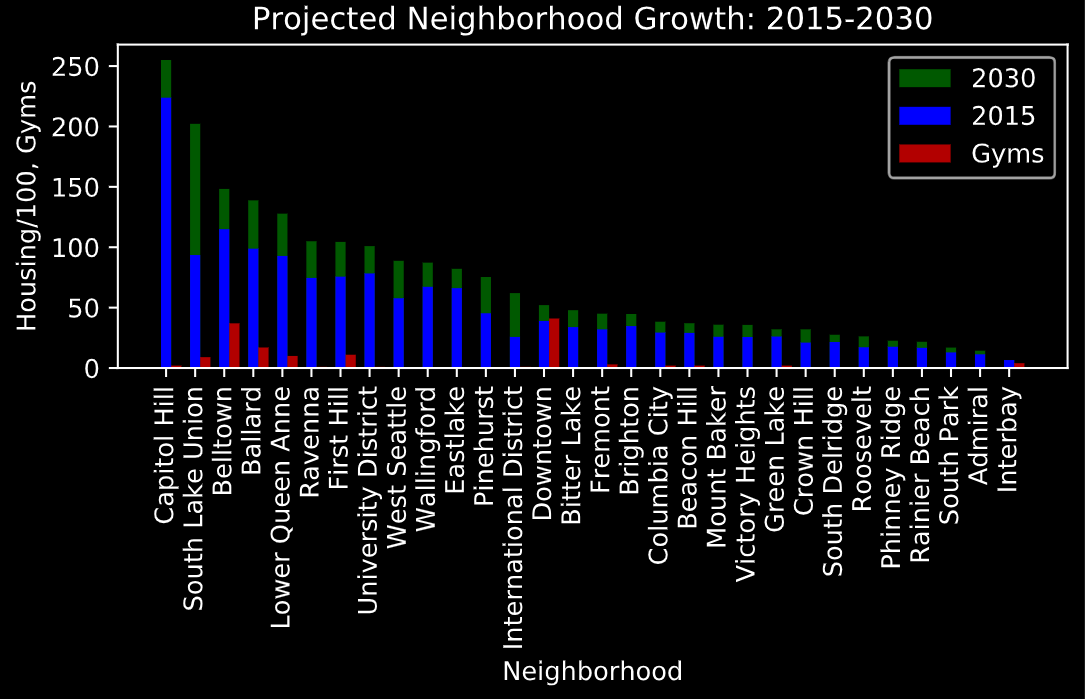 Projected Neighborhood Growth: 2015-2030
Housing/100, Gyms
250
200
150
100
50
0
2030
2015
Gyms
Capitol Hill
South Lake Union
Belltown
Ballard
Lower Queen Anne
Ravenna
First Hill
University District
West Seattle
Wallingford
Eastlake
Pinehurst
International District
Downtown
Bitter Lake
Fremont
Brighton
Columbia City
Beacon Hill
Mount Baker
Victory Heights
Green Lake
Crown Hill
South Delridge
Roosevelt
Phinney Ridge
Rainier Beach
South Park
Admiral
Interbay
Neighborhood